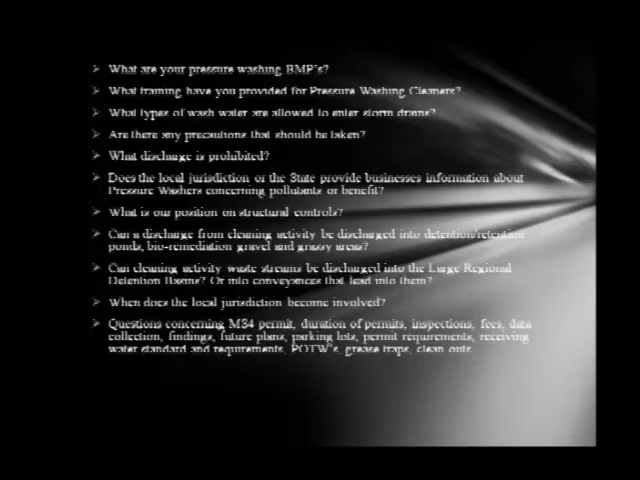 What are your pressure washing BMP's?
What training have you provided for Pressure Washing Cleaners?
What types of wash water are allowed to enter storm drains?
Are there any precautions that should be taken?
What discharge is prohibited?
Does the local jurisdiction or the State provide businesses information about
Pressure Washers concerning pollutants or benefit?
What is our position on structural controls?
Can a discharge from cleaning activity be discharged into detention/retention
ponds, bio-remediation gravel and grassy areas?
Can cleaning activity waste streams be discharged into the Large Regional
Detention Basins? Or into conveyances that lead into them?
When does the local jurisdiction become involved?
Questions concerning MS4 permit, duration of permits, inspections, fees, data
collection, findings, future plans, parking lots, permit requirements, receiving
water standard and requirements, POTW's, grease traps, clean outs